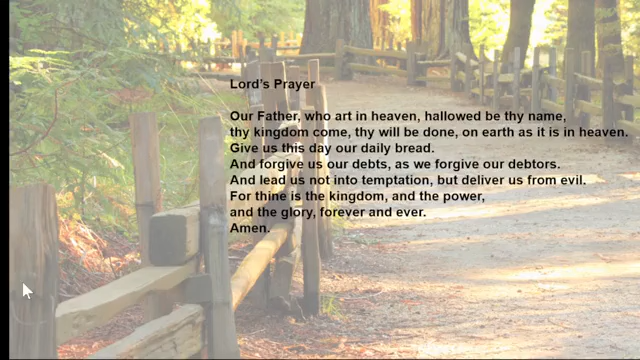 Lord's Prayer
Our Father, who art in heaven, hallowed be thy name,
thy kingdom come, thy will be done, on earth as it is in heaven.
Give us this day our daily bread.
And forgive us our debts, as we forgive our debtors.
And lead us not into temptation, but deliver us from evil.
For thine is the kingdom, and the power,
and the glory, forever and ever.
Amen.